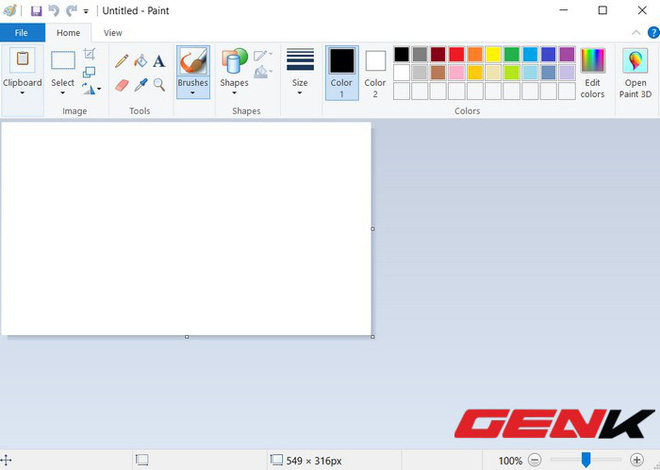 Untitled - Paint
File
Home
View
Clipboard
Select
Brushes
Shapes
Size
Color
1
Color
2
Edit
colors
Open
Paint 3D
Image
Tools
Shapes
Colors
GENK
549 × 316px
100%